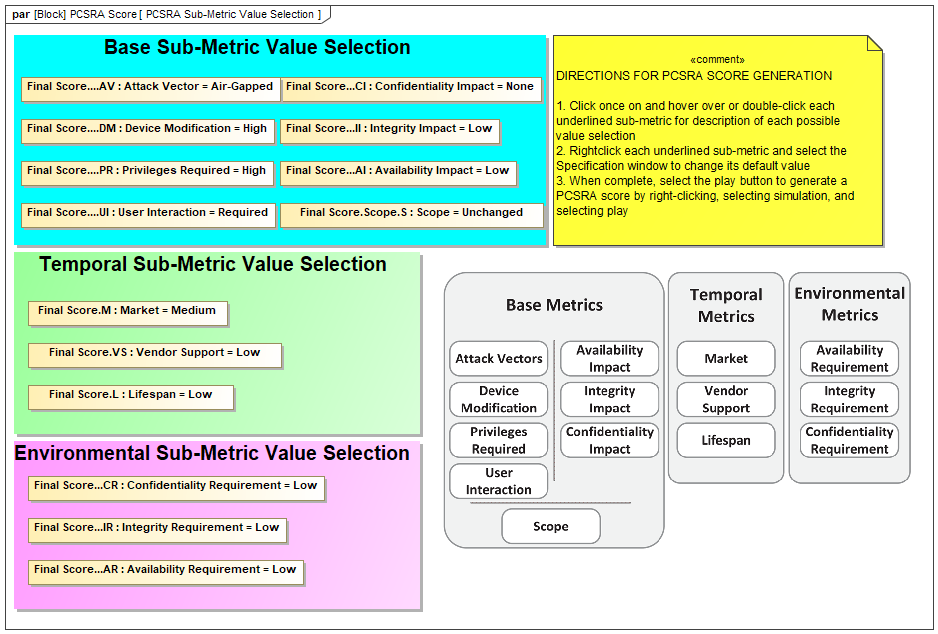 par [Block] PCSRA Score [ PCSRA Sub-Metric Value Selection ]
Base Sub-Metric Value Selection
Final Score....AV : Attack Vector = Air-Gapped
Final Score...CI : Confidentiality Impact = None
Final Score....DM : Device Modification = High
Final Score...II : Integrity Impact = Low
Final Score....PR : Privileges Required = High
Final Score...AI : Availability Impact = Low
Final Score....UI : User Interaction = Required
Final Score.Scope.S : Scope = Unchanged
«comment»
DIRECTIONS FOR PCSRA SCORE GENERATION
1. Click once on and hover over or double-click each
underlined sub-metric for description of each possible
value selection
2. Rightclick each underlined sub-metric and select the
Specification window to change its default value
3. When complete, select the play button to generate a
PCSRA score by right-clicking, selecting simulation, and
selecting play
Temporal Sub-Metric Value Selection
Final Score.M : Market = Medium
Final Score.VS : Vendor Support = Low
Final Score.L : Lifespan = Low
Environmental Sub-Metric Value Selection
Final Score...CR : Confidentiality Requirement = Low
Final Score...IR : Integrity Requirement = Low
Final Score...AR : Availability Requirement = Low
Base Metrics
Attack Vectors
Device
Modification
Privileges
Required
User
Interaction
Availability
Impact
Integrity
Impact
Confidentiality
Impact
Scope
Temporal
Metrics
Market
Vendor
Support
Lifespan
Environmental
Metrics
Availability
Requirement
Integrity
Requirement
Confidentiality
Requirement